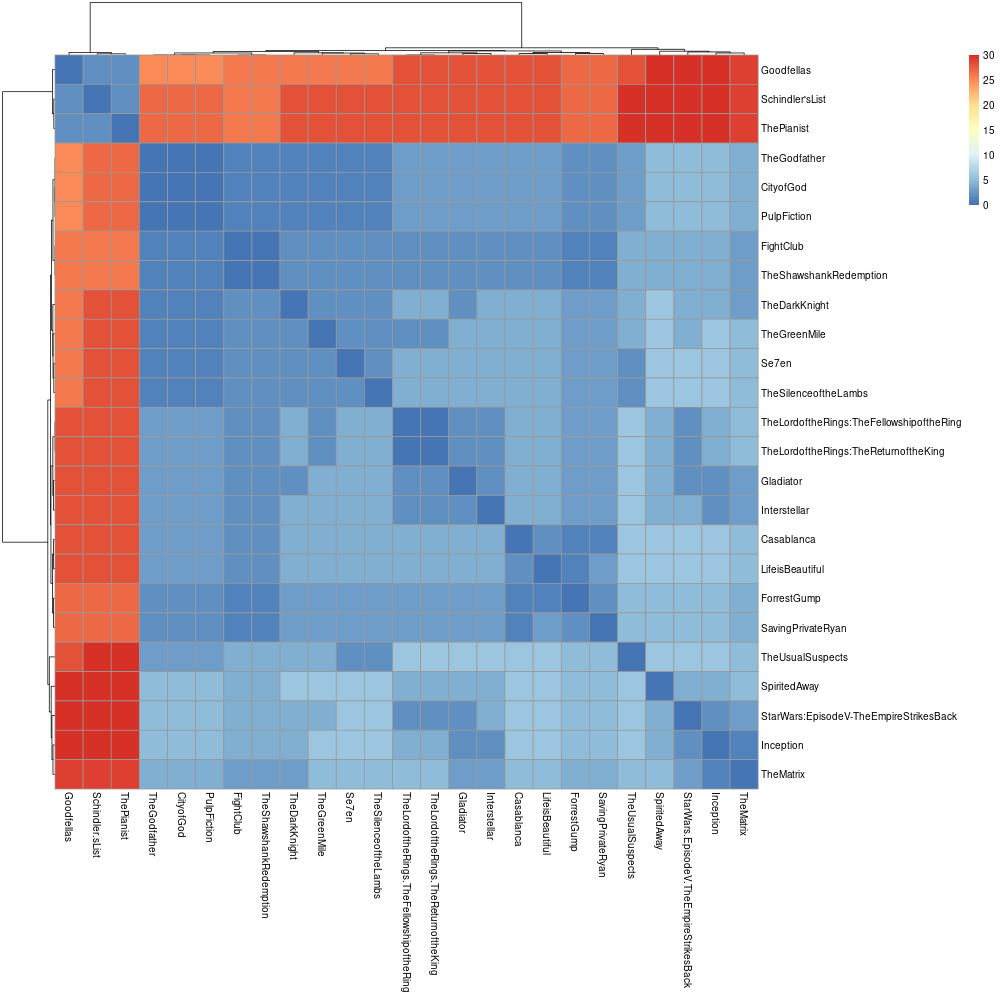 Goodfellas
Schindler'sList
ThePianist
TheGodfather
CityofGod
PulpFiction
FightClub
TheShawshankRedemption
TheDarkKnight
TheGreenMile
Se7en
TheSilenceoftheLambs
TheLordoftheRings:TheFellowshipoftheRing
TheLordoftheRings:TheReturnoftheKing
Gladiator
Interstellar
Casablanca
LifeisBeautiful
ForrestGump
SavingPrivateRyan
TheUsualSuspects
SpiritedAway
StarWars:EpisodeV-TheEmpireStrikesBack
Inception
TheMatrix
Goodfellas
Schindler.sList
ThePianist
TheGodfather
CityofGod
PulpFiction
FightClub
TheShawshankRedemption
TheDarkKnight
TheGreenMile
Se7en
TheSilenceoftheLambs
TheLordoftheRings.TheFellowshipoftheRing
TheLordoftheRings.TheReturnoftheKing
Gladiator
Interstellar
Casablanca
LifeisBeautiful
ForrestGump
SavingPrivateRyan
TheUsualSuspects
SpiritedAway
StarWars.EpisodeV.TheEmpireStrikesBack
Inception
TheMatrix
30
25
20
15
10
5
0